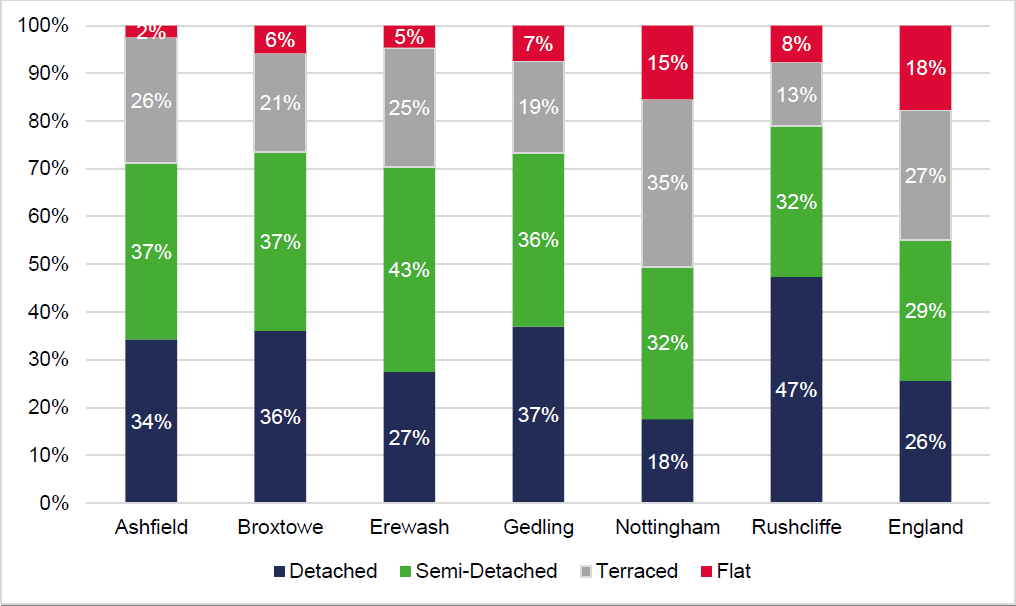 100%
90%
80%
70%
60%
50%
40%
30%
20%
10%
0%
2% 6% 5% 7% 15% 8% 18%
26% 21% 25% 19% 35% 13% 27%
37% 37% 43% 36% 32% 32% 29%
34% 36% 27% 37% 18% 47% 26%
Ashfield Broxtowe Erewash Gedling Nottingham Rushcliffe England
Detached Semi-Detached Terraced Flat